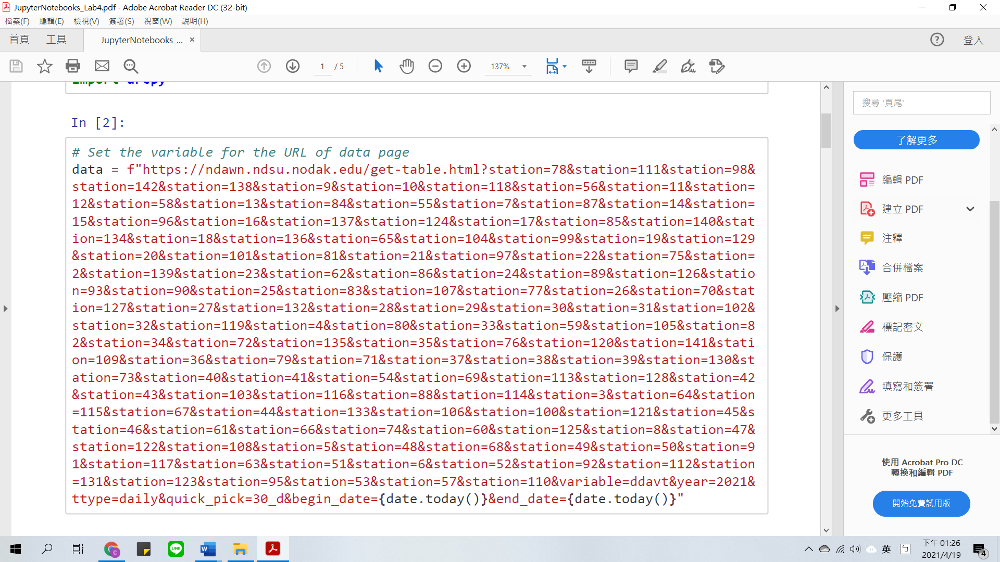 JupyterNotebooks_Lab4.pdf - Adobe Acrobat Reader DC (32-bit)
檔案(F) 編輯(E) 檢視(V) 簽署(S) 視窗(W) 說明(H)
首頁 工具 JupyterNotebooks_... × 登入
1 / 5 137%
import arcpy
In [2]:
# Set the variable for the URL of data page
data = f"https://ndawn.ndsu.nodak.edu/get-table.html?station=78&station=111&station=98&
station=142&station=138&station=9&station=10&station=118&station=56&station=11&station=
12&station=58&station=13&station=84&station=55&station=7&station=87&station=14&station=
15&station=96&station=16&station=137&station=124&station=17&station=85&station=140&stat
ion=134&station=18&station=136&station=65&station=104&station=99&station=19&station=129
&station=20&station=101&station=81&station=21&station=97&station=22&station=75&station=
2&station=139&station=23&station=62&station=86&station=24&station=89&station=126&statio
n=93&station=90&station=25&station=83&station=107&station=77&station=26&station=70&stat
ion=127&station=27&station=132&station=28&station=29&station=30&station=31&station=102&
station=32&station=119&station=4&station=80&station=33&station=59&station=105&station=8
2&station=34&station=72&station=135&station=35&station=76&station=120&station=141&stati
on=109&station=36&station=79&station=71&station=37&station=38&station=39&station=130&st
ation=73&station=40&station=41&station=54&station=69&station=113&station=128&station=42
&station=43&station=103&station=116&station=88&station=114&station=3&station=64&station
=115&station=67&station=44&station=133&station=106&station=100&station=121&station=45&s
tation=46&station=61&station=66&station=74&station=60&station=125&station=8&station=47&
station=122&station=108&station=5&station=48&station=68&station=49&station=50&station=9
1&station=117&station=63&station=51&station=6&station=52&station=92&station=112&station
=131&station=123&station=95&station=53&station=57&station=110&variable=ddavt&year=2021&
ttype=daily&quick_pick=30_d&begin_date={date.today()}&end_date={date.today()}"
搜尋 '頁尾'
了解更多
編輯 PDF
建立 PDF
注釋
合併檔案
壓縮 PDF
標記密文
保護
填寫和簽署
更多工具
使用 Acrobat Pro DC
轉換和編輯 PDF
開始免費試用版
C
LINE
W
英 ㄅ
下午 01:26
2021/4/19
4